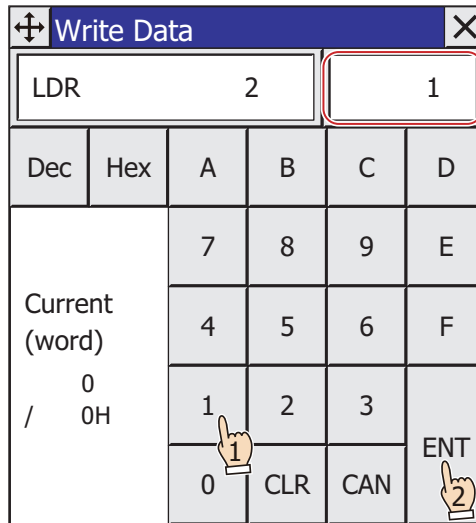 Write Data
LDR 2 1
Dec Hex A B C D
7 8 9 E
Current
(word)
4 5 6 F
0
/ 0H
1 2 3
1
ENT
2
0 CLR CAN